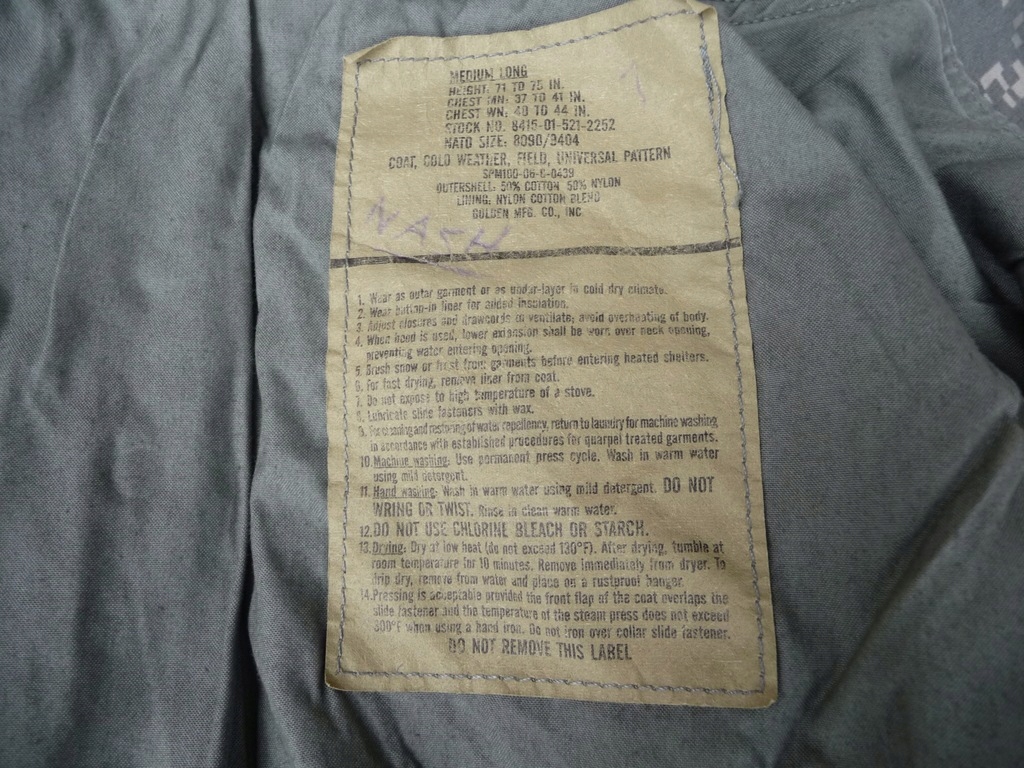 MEDIUM LONG
HEIGHT: 71 TO 75 IN.
CHEST MN: 37 TO 41 IN.
CHEST WN: 40 TO 44 IN.
STOCK NO. 8415-01-521-2252
NATO SIZE: 8090/9404
COAT, COLD WEATHER, FIELD, UNIVERSAL PATTERN
SPM100-06-C-0439
OUTERSHELL: 50% COTTON 50% NYLON
LINING: NYLON COTTON BLEND
GOLDEN MFG. CO., INC
NASH
1. Wear as outer garment or as under-layer in cold dry climate.
2. Wear button-in liner for added insulation.
3. Adjust closures and drawcords to ventilate; avoid overheating of body.
4. When hood is used, lower extension shall be worn over neck opening,
preventing water entering opening.
5. Brush snow or frost from garments before entering heated shelters.
6. For fast drying, remove liner from coat.
7. Do not expose to high temperature of a stove.
8. Lubricate slide fasteners with wax.
9. For cleaning and restoring of water repellency, return to laundry for machine washing
in accordance with established procedures for quarpel treated garments.
10. Machine washing: Use permanent press cycle. Wash in warm water
using mild detergent.
11. Hand washing: Wash in warm water using mild detergent. DO NOT
WRING OR TWIST. Rinse in clean warm water.
12. DO NOT USE CHLORINE BLEACH OR STARCH.
13. Drying: Dry at low heat (do not exceed 130°F). After drying, tumble at
room temperature for 10 minutes. Remove immediately from dryer. To
drip dry, remove from water and place on a rustproof hanger.
14. Pressing is acceptable provided the front flap of the coat overlaps the
slide fastener and the temperature of the steam press does not exceed
300°F when using a hand iron. Do not iron over collar slide fastener.
DO NOT REMOVE THIS LABEL